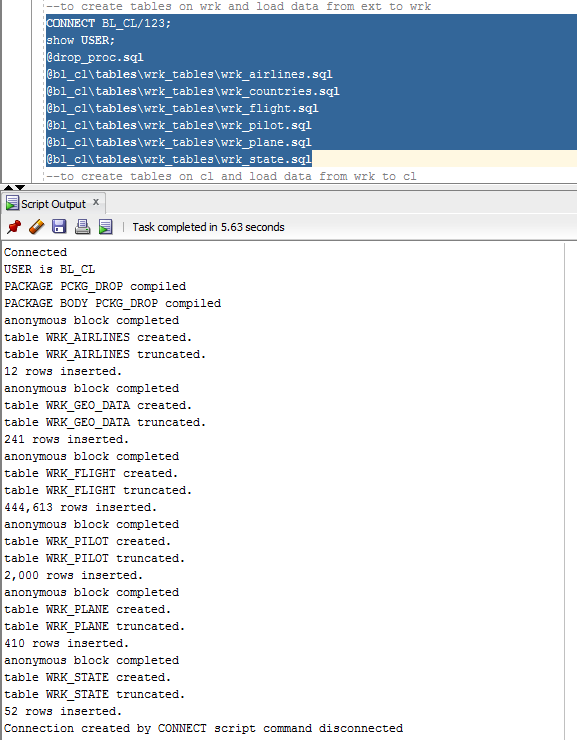 --to create tables on wrk and load data from ext to wrk
CONNECT BL_CL/123;
show USER;
@drop_proc.sql
@bl_cl\tables\wrk_tables\wrk_airlines.sql
@bl_cl\tables\wrk_tables\wrk_countries.sql
@bl_cl\tables\wrk_tables\wrk_flight.sql
@bl_cl\tables\wrk_tables\wrk_pilot.sql
@bl_cl\tables\wrk_tables\wrk_plane.sql
@bl_cl\tables\wrk_tables\wrk_state.sql
--to create tables on cl and load data from wrk to cl
Script Output x
Task completed in 5.63 seconds
Connected
USER is BL_CL
PACKAGE PCKG_DROP compiled
PACKAGE BODY PCKG_DROP compiled
anonymous block completed
table WRK_AIRLINES created.
table WRK_AIRLINES truncated.
12 rows inserted.
anonymous block completed
table WRK_GEO_DATA created.
table WRK_GEO_DATA truncated.
241 rows inserted.
anonymous block completed
table WRK_FLIGHT created.
table WRK_FLIGHT truncated.
444,613 rows inserted.
anonymous block completed
table WRK_PILOT created.
table WRK_PILOT truncated.
2,000 rows inserted.
anonymous block completed
table WRK_PLANE created.
table WRK_PLANE truncated.
410 rows inserted.
anonymous block completed
table WRK_STATE created.
table WRK_STATE truncated.
52 rows inserted.
Connection created by CONNECT script command disconnected